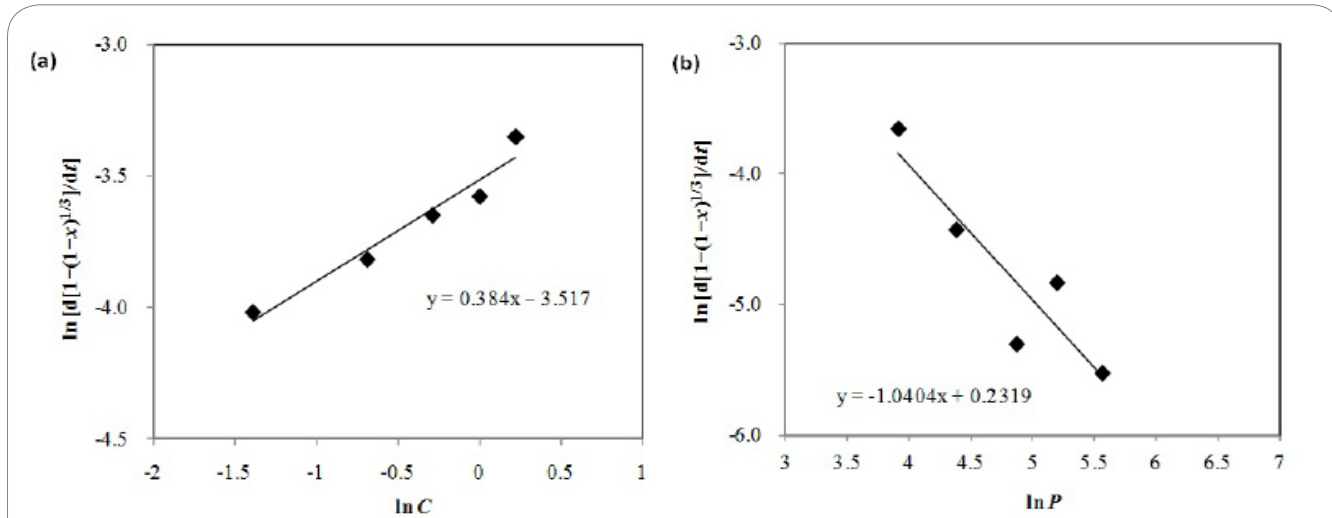 (a)
-3.0
-3.5
-4.0
-4.5
ln [d[1−(1−x)^1/3]/dt]
y = 0.384x – 3.517
-2 -1.5 -1 -0.5 0 0.5 1
ln C
(b)
-3.0
-4.0
-5.0
-6.0
ln[d[1−(1−x)^1/3]/dt]
y = -1.0404x + 0.2319
3 3.5 4 4.5 5 5.5 6 6.5 7
ln P